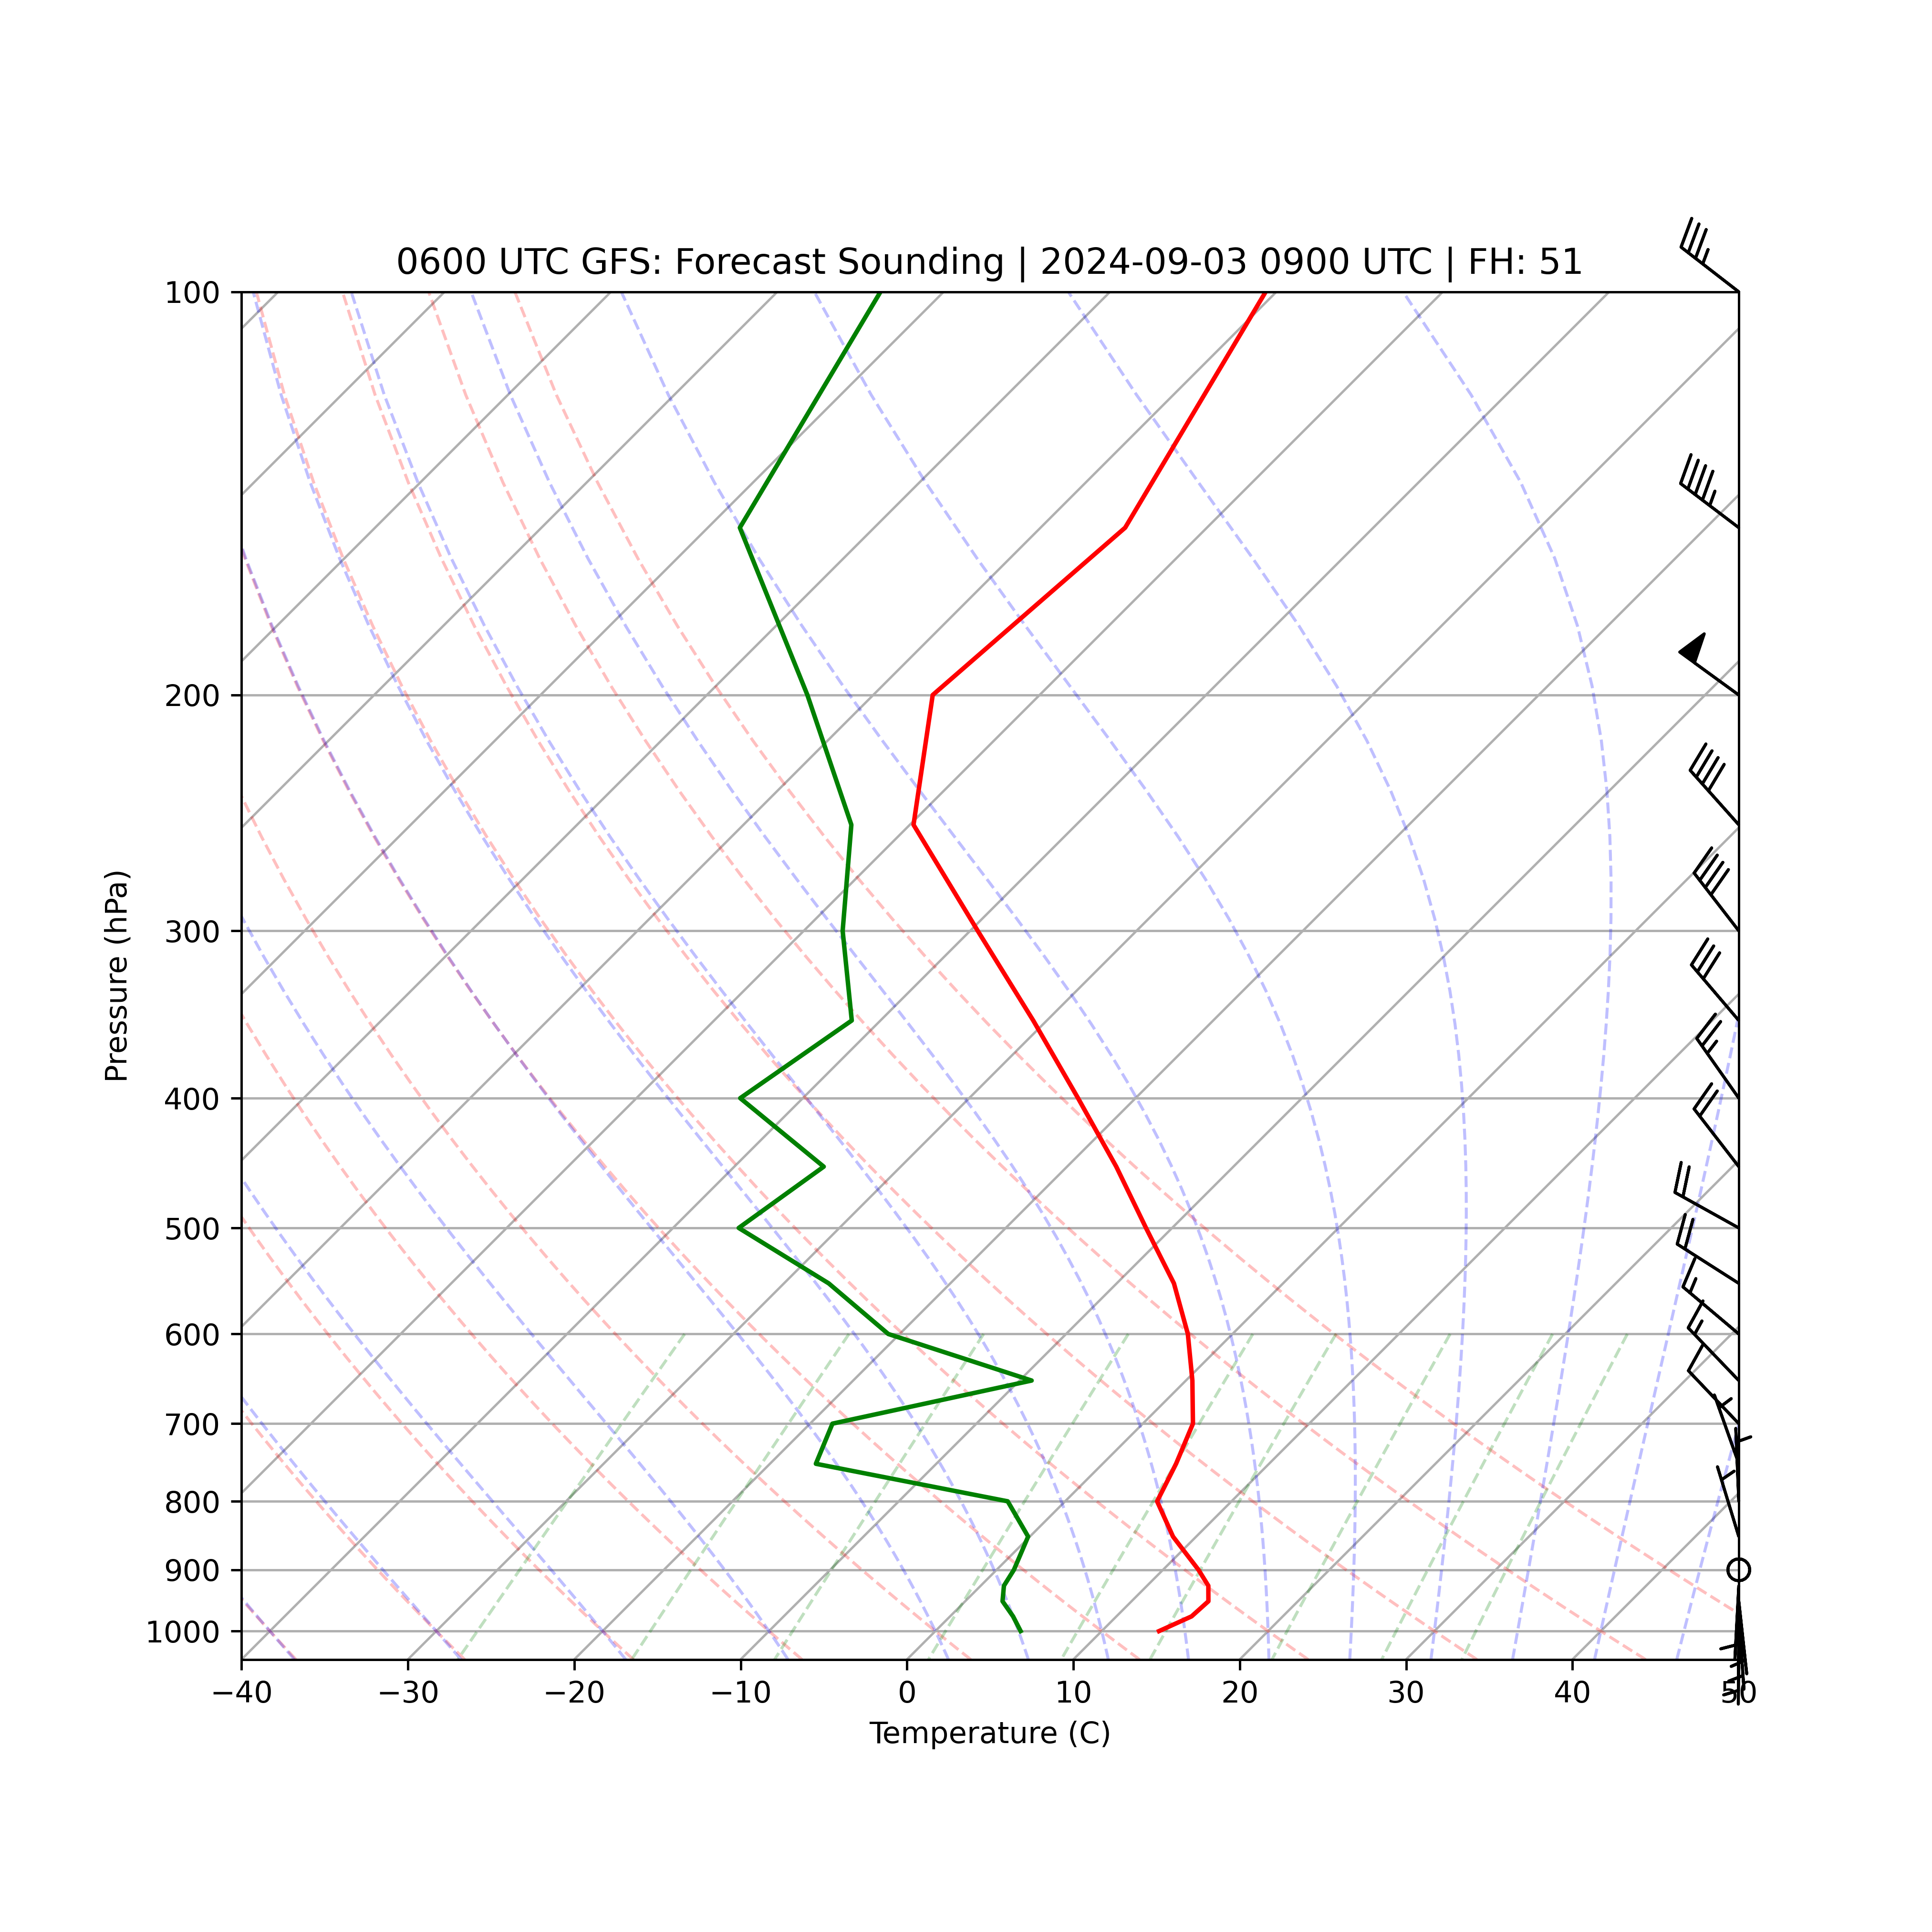 0600 UTC GFS: Forecast Sounding | 2024-09-03 0900 UTC | FH: 51
100
200
300
400
500
600
700
800
900
1000
Pressure (hPa)
−40 −30 −20 −10 0 10 20 30 40 50
Temperature (C)